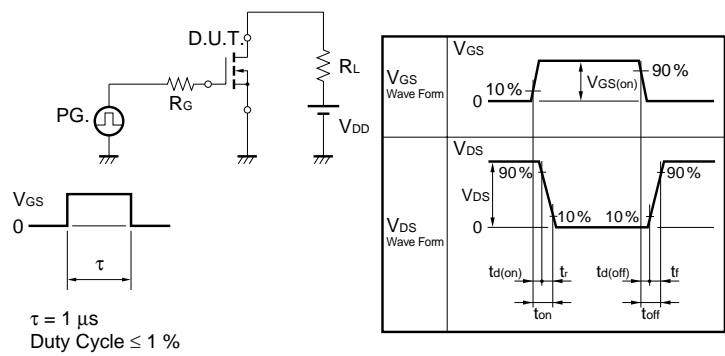 D.U.T.
RL
RG
PG.
VDD
VGS
0
τ
τ = 1 μs
Duty Cycle ≤ 1 %
VGS
Wave Form
VGS
10 %
0
VGS(on)
90 %
VDS
Wave Form
VDS
90 %
VDS
0
10 %
10 %
90 %
td(on)
tr
td(off)
tf
ton
toff